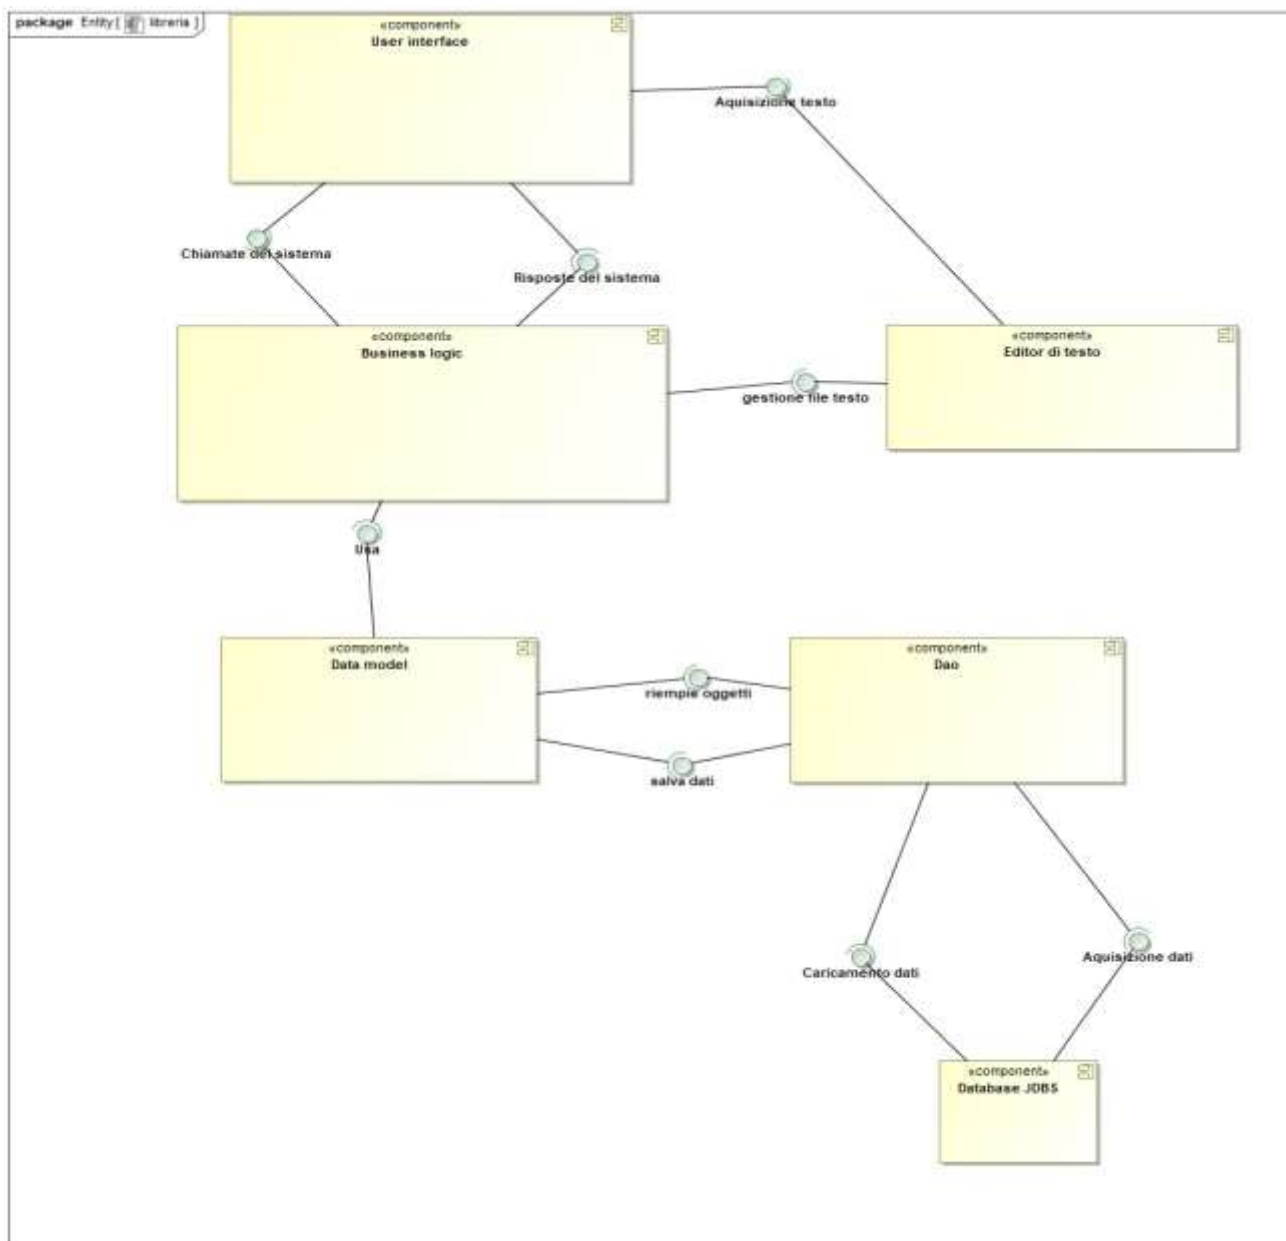 package Entity [ libreria ]
«component»
User interface
Aquisizione testo
Chiamate del sistema
Risposte del sistema
«component»
Business logic
«component»
Editor di testo
gestione file testo
Usa
«component»
Data model
«component»
Dao
riempie oggetti
salva dati
Caricamento dati
Aquisizione dati
«component»
Database JDBS